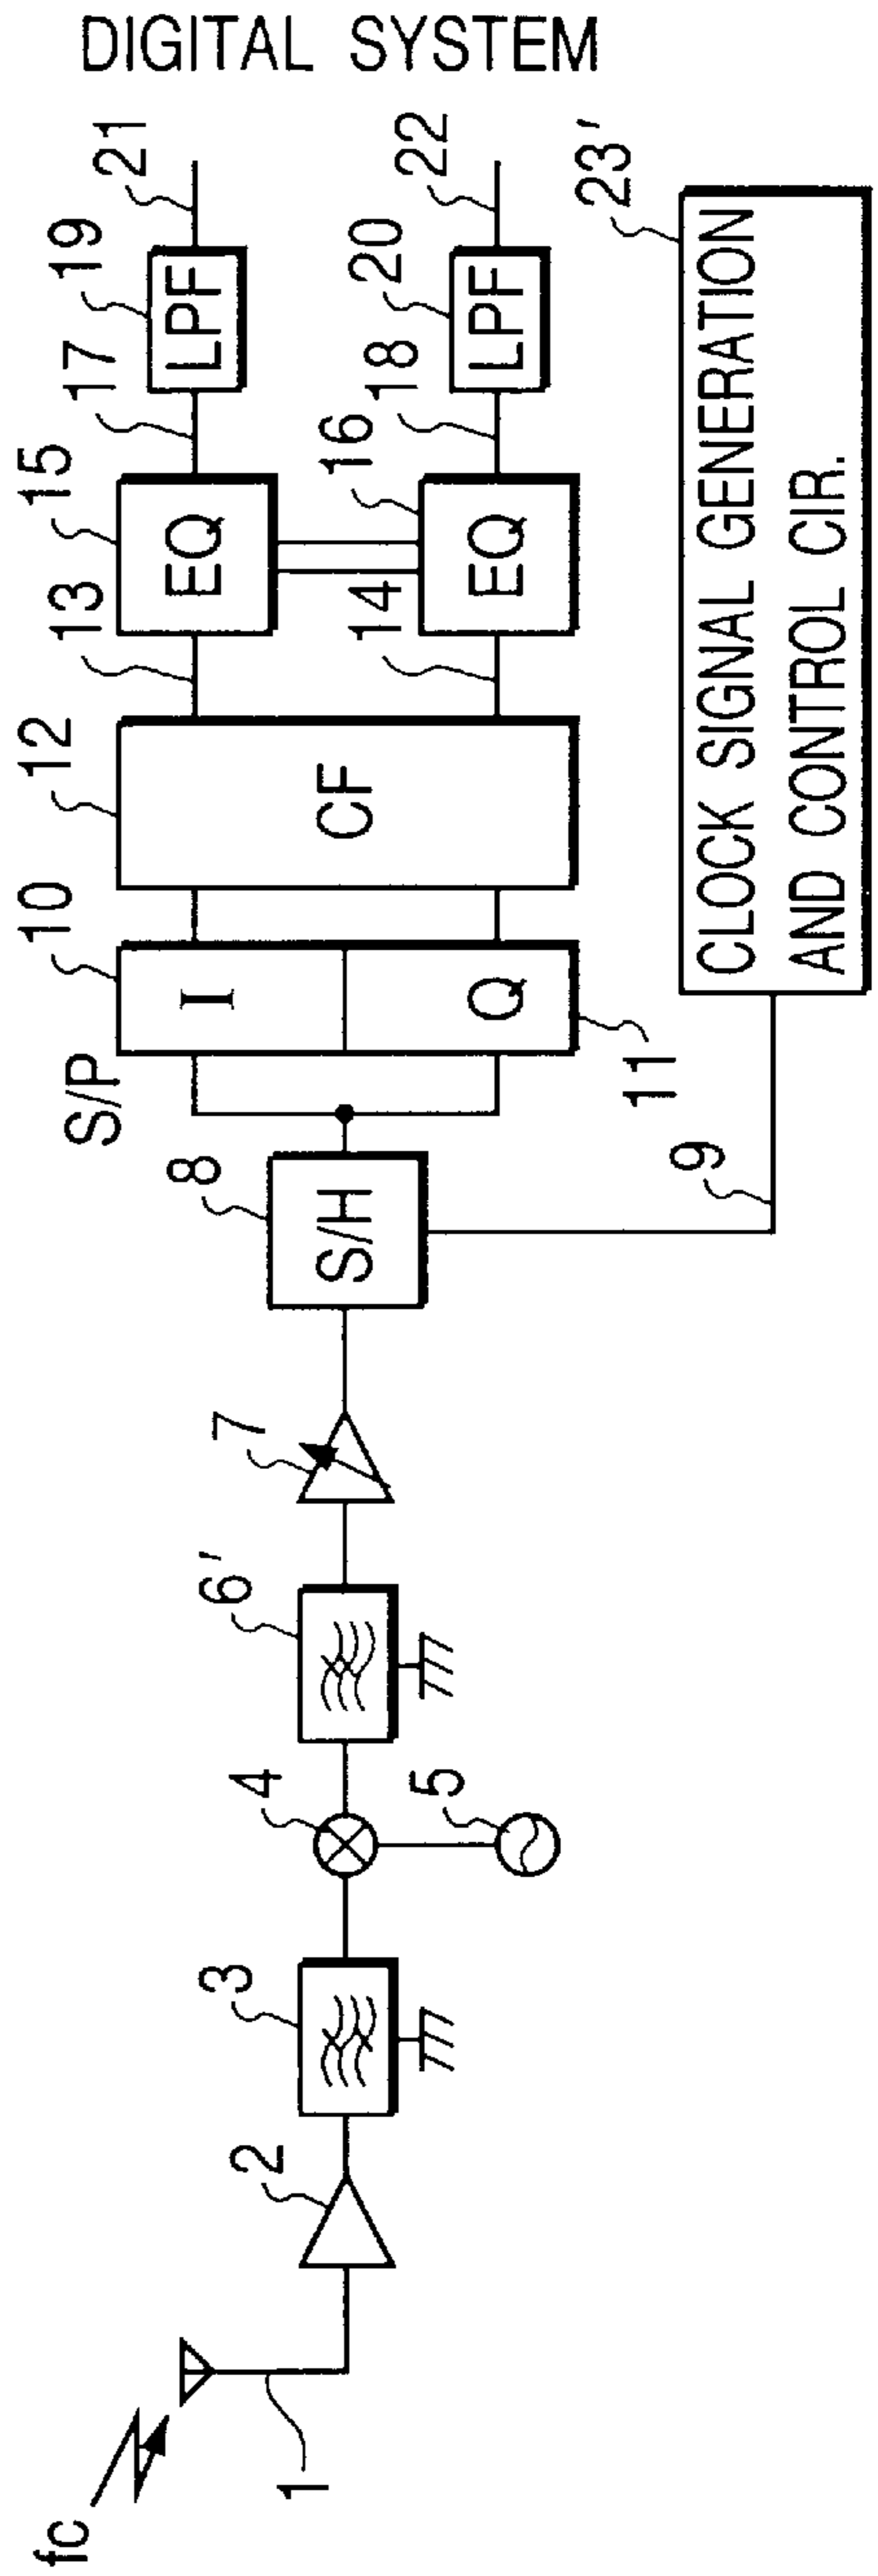 DIGITAL SYSTEM
fc
1
2
3
4
5
6'
7
8
S/H
9
S/P
10
I
Q
11
12
CF
13
14
15
EQ
16
EQ
17
18
19
LPF
20
LPF
21
22
23'
CLOCK SIGNAL GENERATION
AND CONTROL CIR.